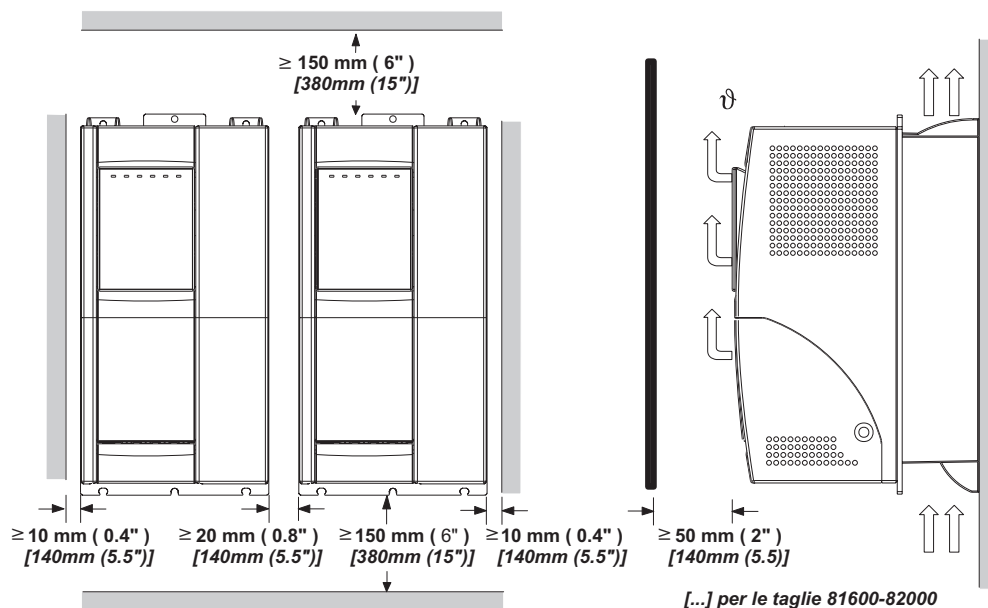 ≥ 150 mm ( 6" )
[380mm (15")]
ϑ
≥ 10 mm ( 0.4" )
[140mm (5.5")]
≥ 20 mm ( 0.8" )
[140mm (5.5")]
≥ 150 mm ( 6" )
[380mm (15")]
≥ 10 mm ( 0.4" )
[140mm (5.5")]
≥ 50 mm ( 2" )
[140mm (5.5)]
[...] per le taglie 81600-82000